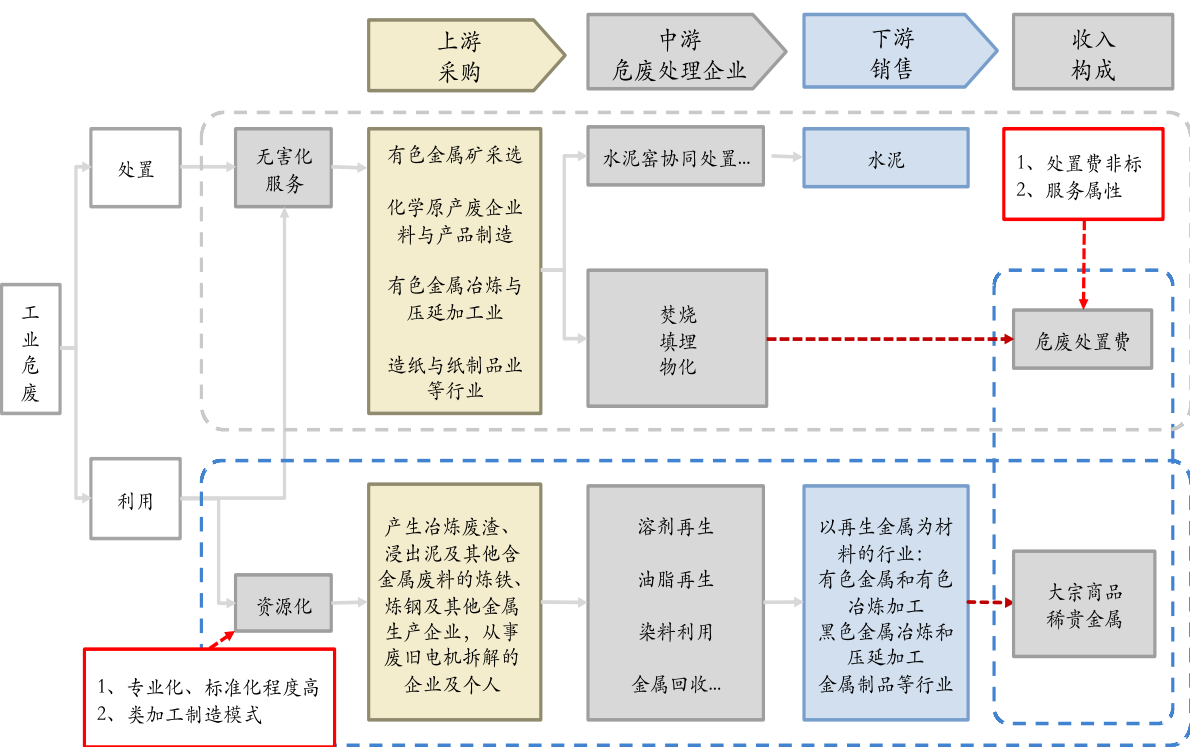 上游
采购
中游
危废处理企业
下游
销售
收入
构成
处置
无害化
服务
有色金属矿采选
化学原产废企业
料与产品制造
有色金属冶炼与
压延加工业
造纸与纸制品业
等行业
水泥窑协同处置...
水泥
1、处置费非标
2、服务属性
焚烧
填埋
物化
危废处置费
工
业
危
废
利用
资源化
产生冶炼废渣、
浸出泥及其他含
金属废料的炼铁、
炼钢及其他金属
生产企业，从事
废旧电机拆解的
企业及个人
溶剂再生
油脂再生
染料利用
金属回收...
以再生金属为材
料的行业：
有色金属和有色
冶炼加工
黑色金属冶炼和
压延加工
金属制品等行业
大宗商品
稀贵金属
1、专业化、标准化程度高
2、类加工制造模式